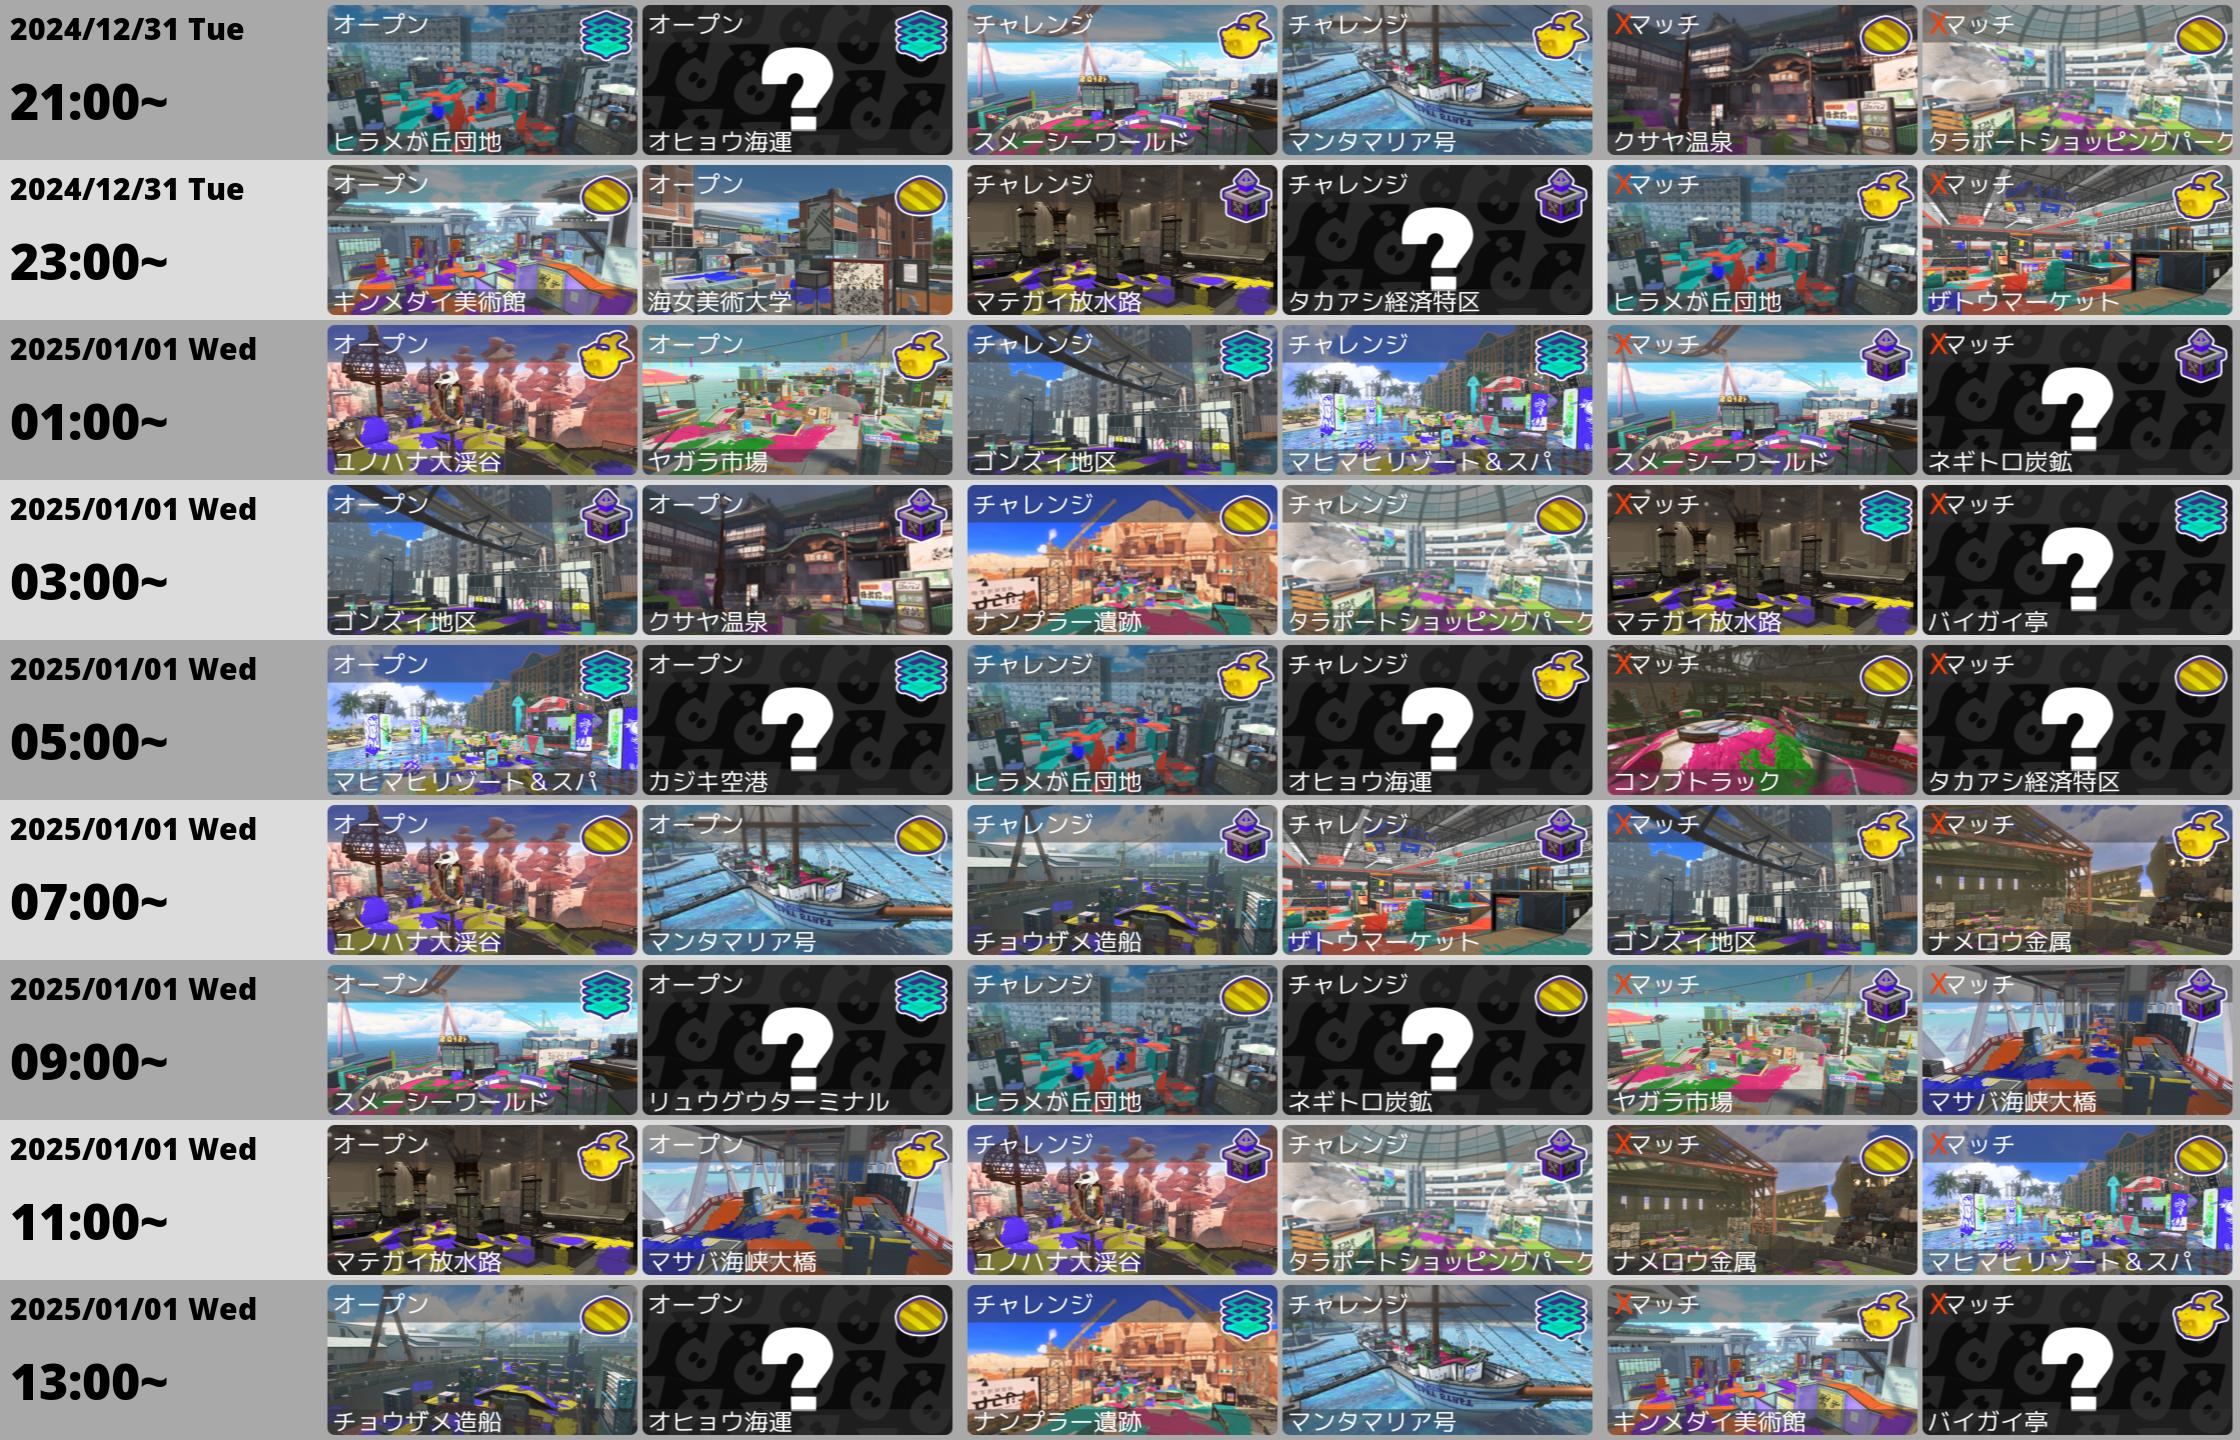 2024/12/31 Tue
21:00~
オープン
ヒラメが丘団地
オープン
オヒョウ海運
チャレンジ
スメーシーワールド
チャレンジ
マンタマリア号
Xマッチ
クサヤ温泉
Xマッチ
タラポートショッピングパーク
2024/12/31 Tue
23:00~
オープン
キンメダイ美術館
オープン
海女美術大学
チャレンジ
マテガイ放水路
チャレンジ
タカアシ経済特区
Xマッチ
ヒラメが丘団地
Xマッチ
ザトウマーケット
2025/01/01 Wed
01:00~
オープン
ユノハナ大渓谷
オープン
ヤガラ市場
チャレンジ
ゴンズイ地区
チャレンジ
マヒマヒリゾート&スパ
Xマッチ
スメーシーワールド
Xマッチ
ネギトロ炭鉱
2025/01/01 Wed
03:00~
オープン
ゴンズイ地区
オープン
クサヤ温泉
チャレンジ
ナンプラー遺跡
チャレンジ
タラポートショッピングパーク
Xマッチ
マテガイ放水路
Xマッチ
バイガイ亭
2025/01/01 Wed
05:00~
オープン
マヒマヒリゾート&スパ
オープン
カジキ空港
チャレンジ
ヒラメが丘団地
チャレンジ
オヒョウ海運
Xマッチ
コンブトラック
Xマッチ
タカアシ経済特区
2025/01/01 Wed
07:00~
オープン
ユノハナ大渓谷
オープン
マンタマリア号
チャレンジ
チョウザメ造船
チャレンジ
ザトウマーケット
Xマッチ
ゴンズイ地区
Xマッチ
ナメロウ金属
2025/01/01 Wed
09:00~
オープン
スメーシーワールド
オープン
リュウグウターミナル
チャレンジ
ヒラメが丘団地
チャレンジ
ネギトロ炭鉱
Xマッチ
ヤガラ市場
Xマッチ
マサバ海峡大橋
2025/01/01 Wed
11:00~
オープン
マテガイ放水路
オープン
マサバ海峡大橋
チャレンジ
ユノハナ大渓谷
チャレンジ
タラポートショッピングパーク
Xマッチ
ナメロウ金属
Xマッチ
マヒマヒリゾート&スパ
2025/01/01 Wed
13:00~
オープン
チョウザメ造船
オープン
オヒョウ海運
チャレンジ
ナンプラー遺跡
チャレンジ
マンタマリア号
Xマッチ
キンメダイ美術館
Xマッチ
バイガイ亭